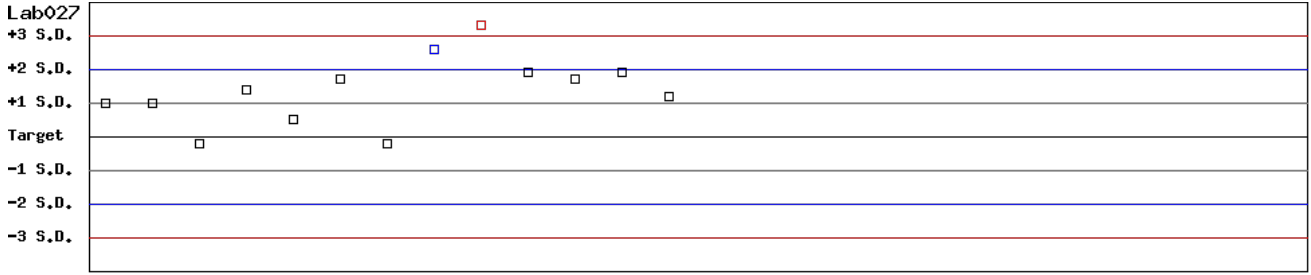 Lab027
+3 S.D.
+2 S.D.
+1 S.D.
Target
-1 S.D.
-2 S.D.
-3 S.D.